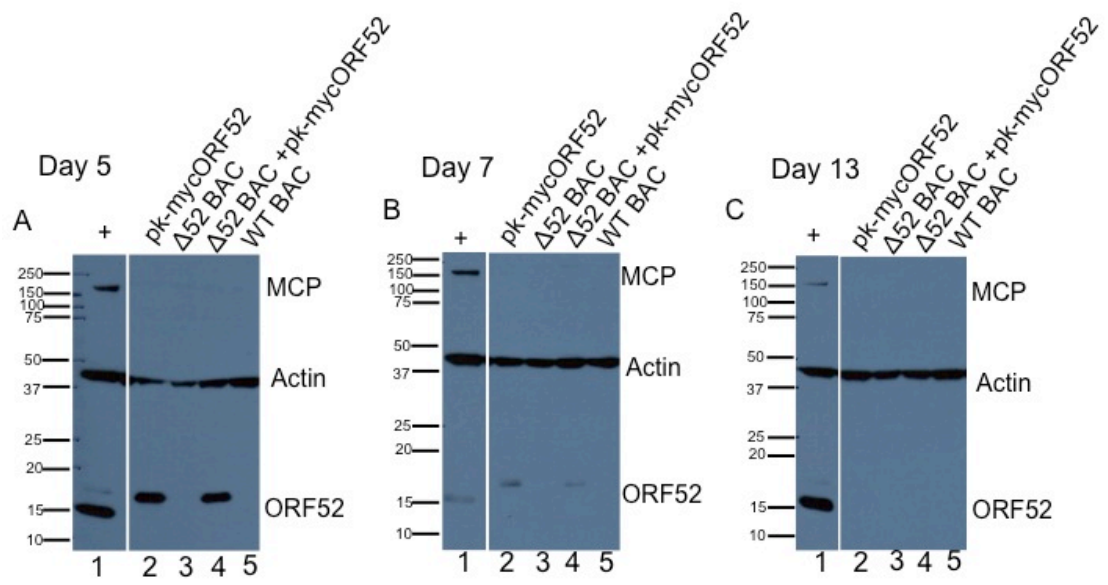 Day 5
A
+
pk-mycORF52
Δ52 BAC
Δ52 BAC +pk-mycORF52
WT BAC
250
150
100
75
50
37
25
20
15
10
MCP
Actin
ORF52
1 2 3 4 5
Day 7
B
+
pk-mycORF52
Δ52 BAC
Δ52 BAC +pk-mycORF52
WT BAC
250
150
100
75
50
37
25
20
15
10
MCP
Actin
ORF52
1 2 3 4 5
Day 13
C
+
pk-mycORF52
Δ52 BAC
Δ52 BAC +pk-mycORF52
WT BAC
250
150
100
75
50
37
25
20
15
10
MCP
Actin
ORF52
1 2 3 4 5